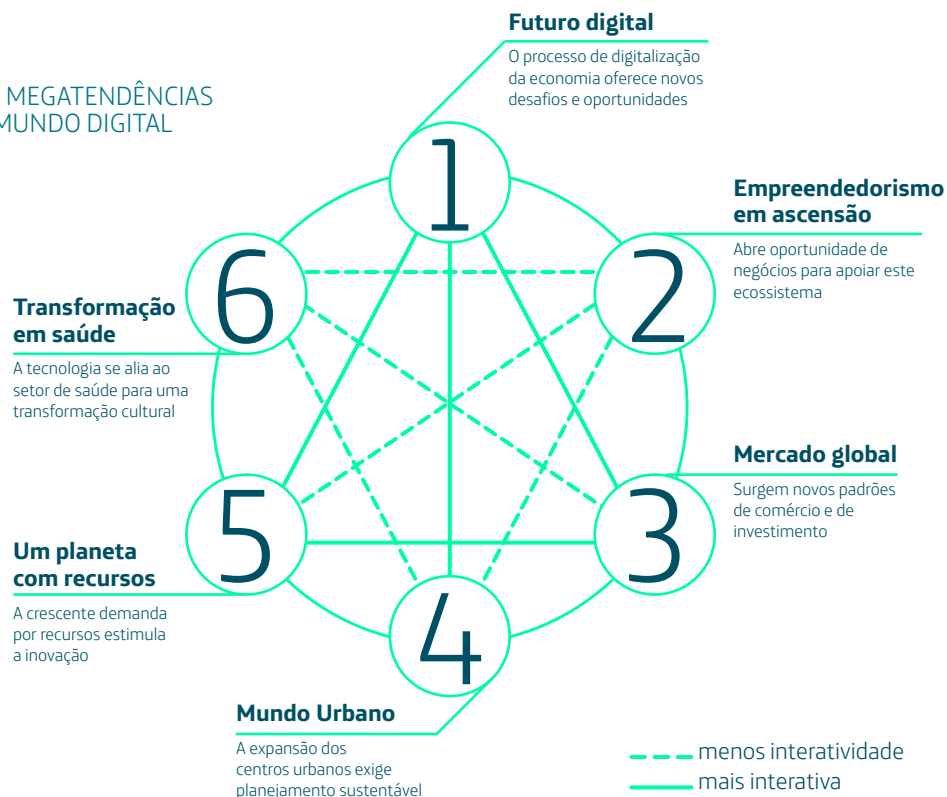 MEGATENDÊNCIAS
MUNDO DIGITAL
Futuro digital
O processo de digitalização
da economia oferece novos
desafios e oportunidades
1
Empreendedorismo
em ascensão
Abre oportunidade de
negócios para apoiar este
ecossistema
2
6
Transformação
em saúde
A tecnologia se alia ao
setor de saúde para uma
transformação cultural
Mercado global
Surgem novos padrões
de comércio e de
investimento
3
5
Um planeta
com recursos
A crescente demanda
por recursos estimula
a inovação
4
Mundo Urbano
A expansão dos
centros urbanos exige
planejamento sustentável
menos interatividade
mais interativa